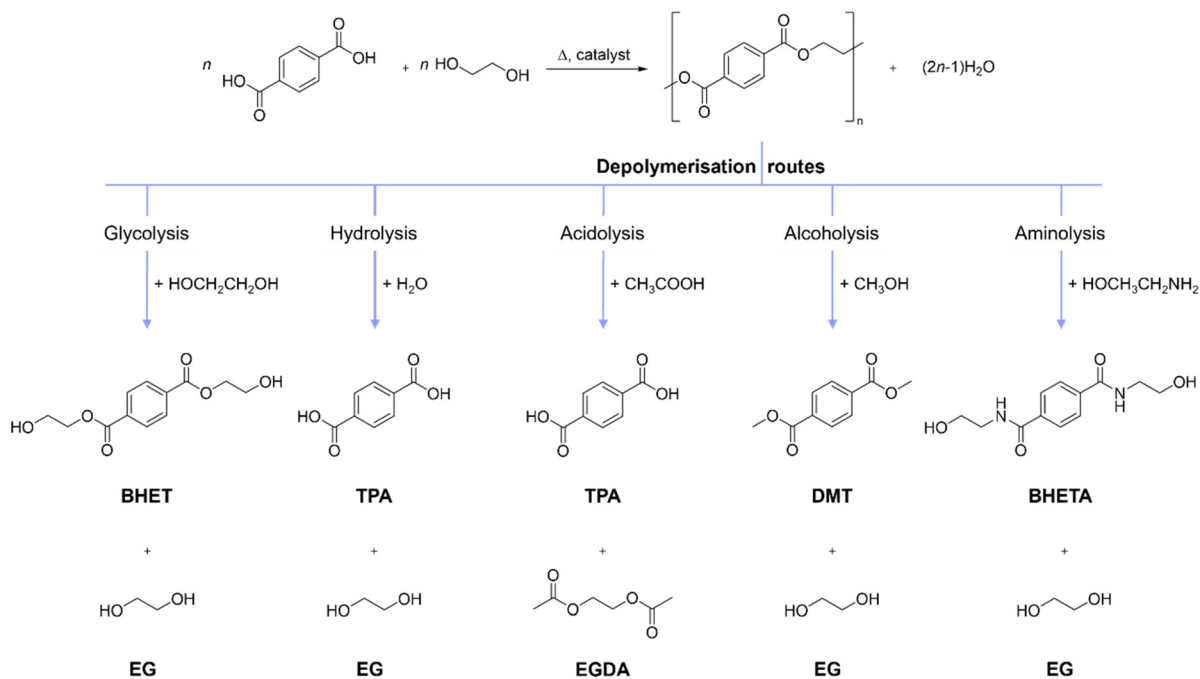 n
+ n
Δ, catalyst
n
+ (2n-1)H₂O
O
OH
HO
O
HO
OH
O
O
O
O
Depolymerisation routes
Glycolysis
Hydrolysis
Acidolysis
Alcoholysis
Aminolysis
+ HOCH₂CH₂OH
+ H₂O
+ CH₃COOH
+ CH₃OH
+ HOCH₃CH₂NH₂
O
O
OH
HO
O
O
O
OH
HO
O
O
OH
HO
O
O
O
O
O
O
N
H
OH
HO
H
N
O
BHET
TPA
TPA
DMT
BHETA
+
+
+
+
+
HO
OH
HO
OH
O
O
O
O
HO
OH
HO
OH
EG
EG
EGDA
EG
EG